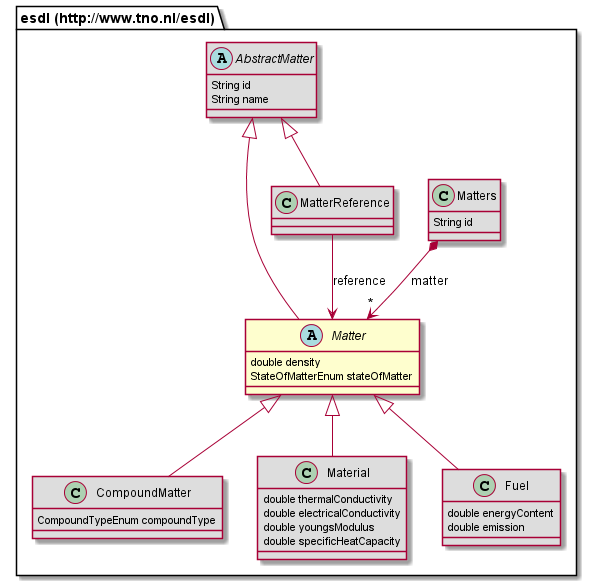 esdl (http://www.tno.nl/esdl)
A AbstractMatter
String id
String name
C MatterReference
C Matters
String id
reference
matter
*
A Matter
double density
StateOfMatterEnum stateOfMatter
C CompoundMatter
CompoundTypeEnum compoundType
C Material
double thermalConductivity
double electricalConductivity
double youngsModulus
double specificHeatCapacity
C Fuel
double energyContent
double emission